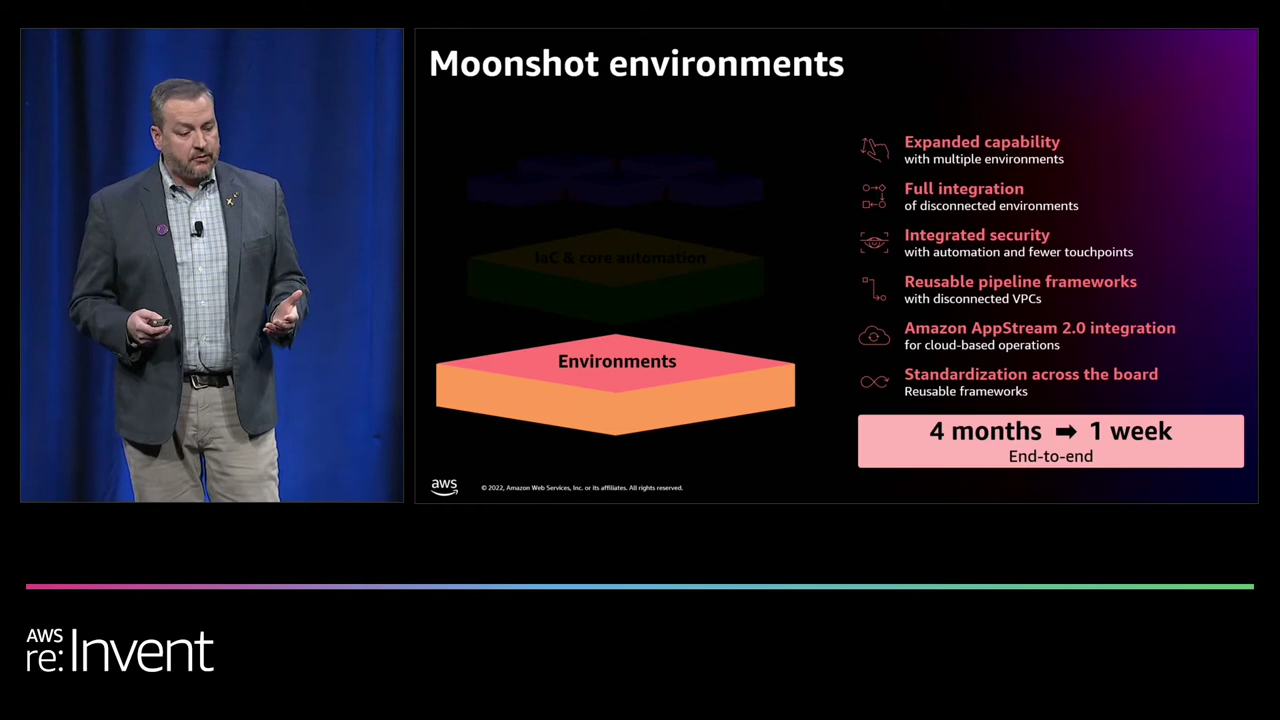 Moonshot environments
IaC & core automation
Environments
Expanded capability
with multiple environments
Full integration
of disconnected environments
Integrated security
with automation and fewer touchpoints
Reusable pipeline frameworks
with disconnected VPCs
Amazon AppStream 2.0 integration
for cloud-based operations
Standardization across the board
Reusable frameworks
4 months ➡ 1 week
End-to-end
aws
© 2022, Amazon Web Services, Inc. or its affiliates. All rights reserved.
AWS
re:Invent